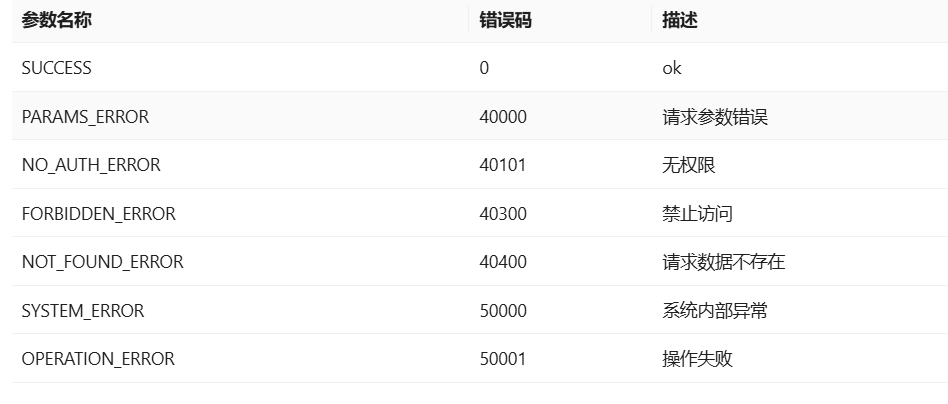 参数名称 错误码 描述
SUCCESS 0 ok
PARAMS_ERROR 40000 请求参数错误
NO_AUTH_ERROR 40101 无权限
FORBIDDEN_ERROR 40300 禁止访问
NOT_FOUND_ERROR 40400 请求数据不存在
SYSTEM_ERROR 50000 系统内部异常
OPERATION_ERROR 50001 操作失败